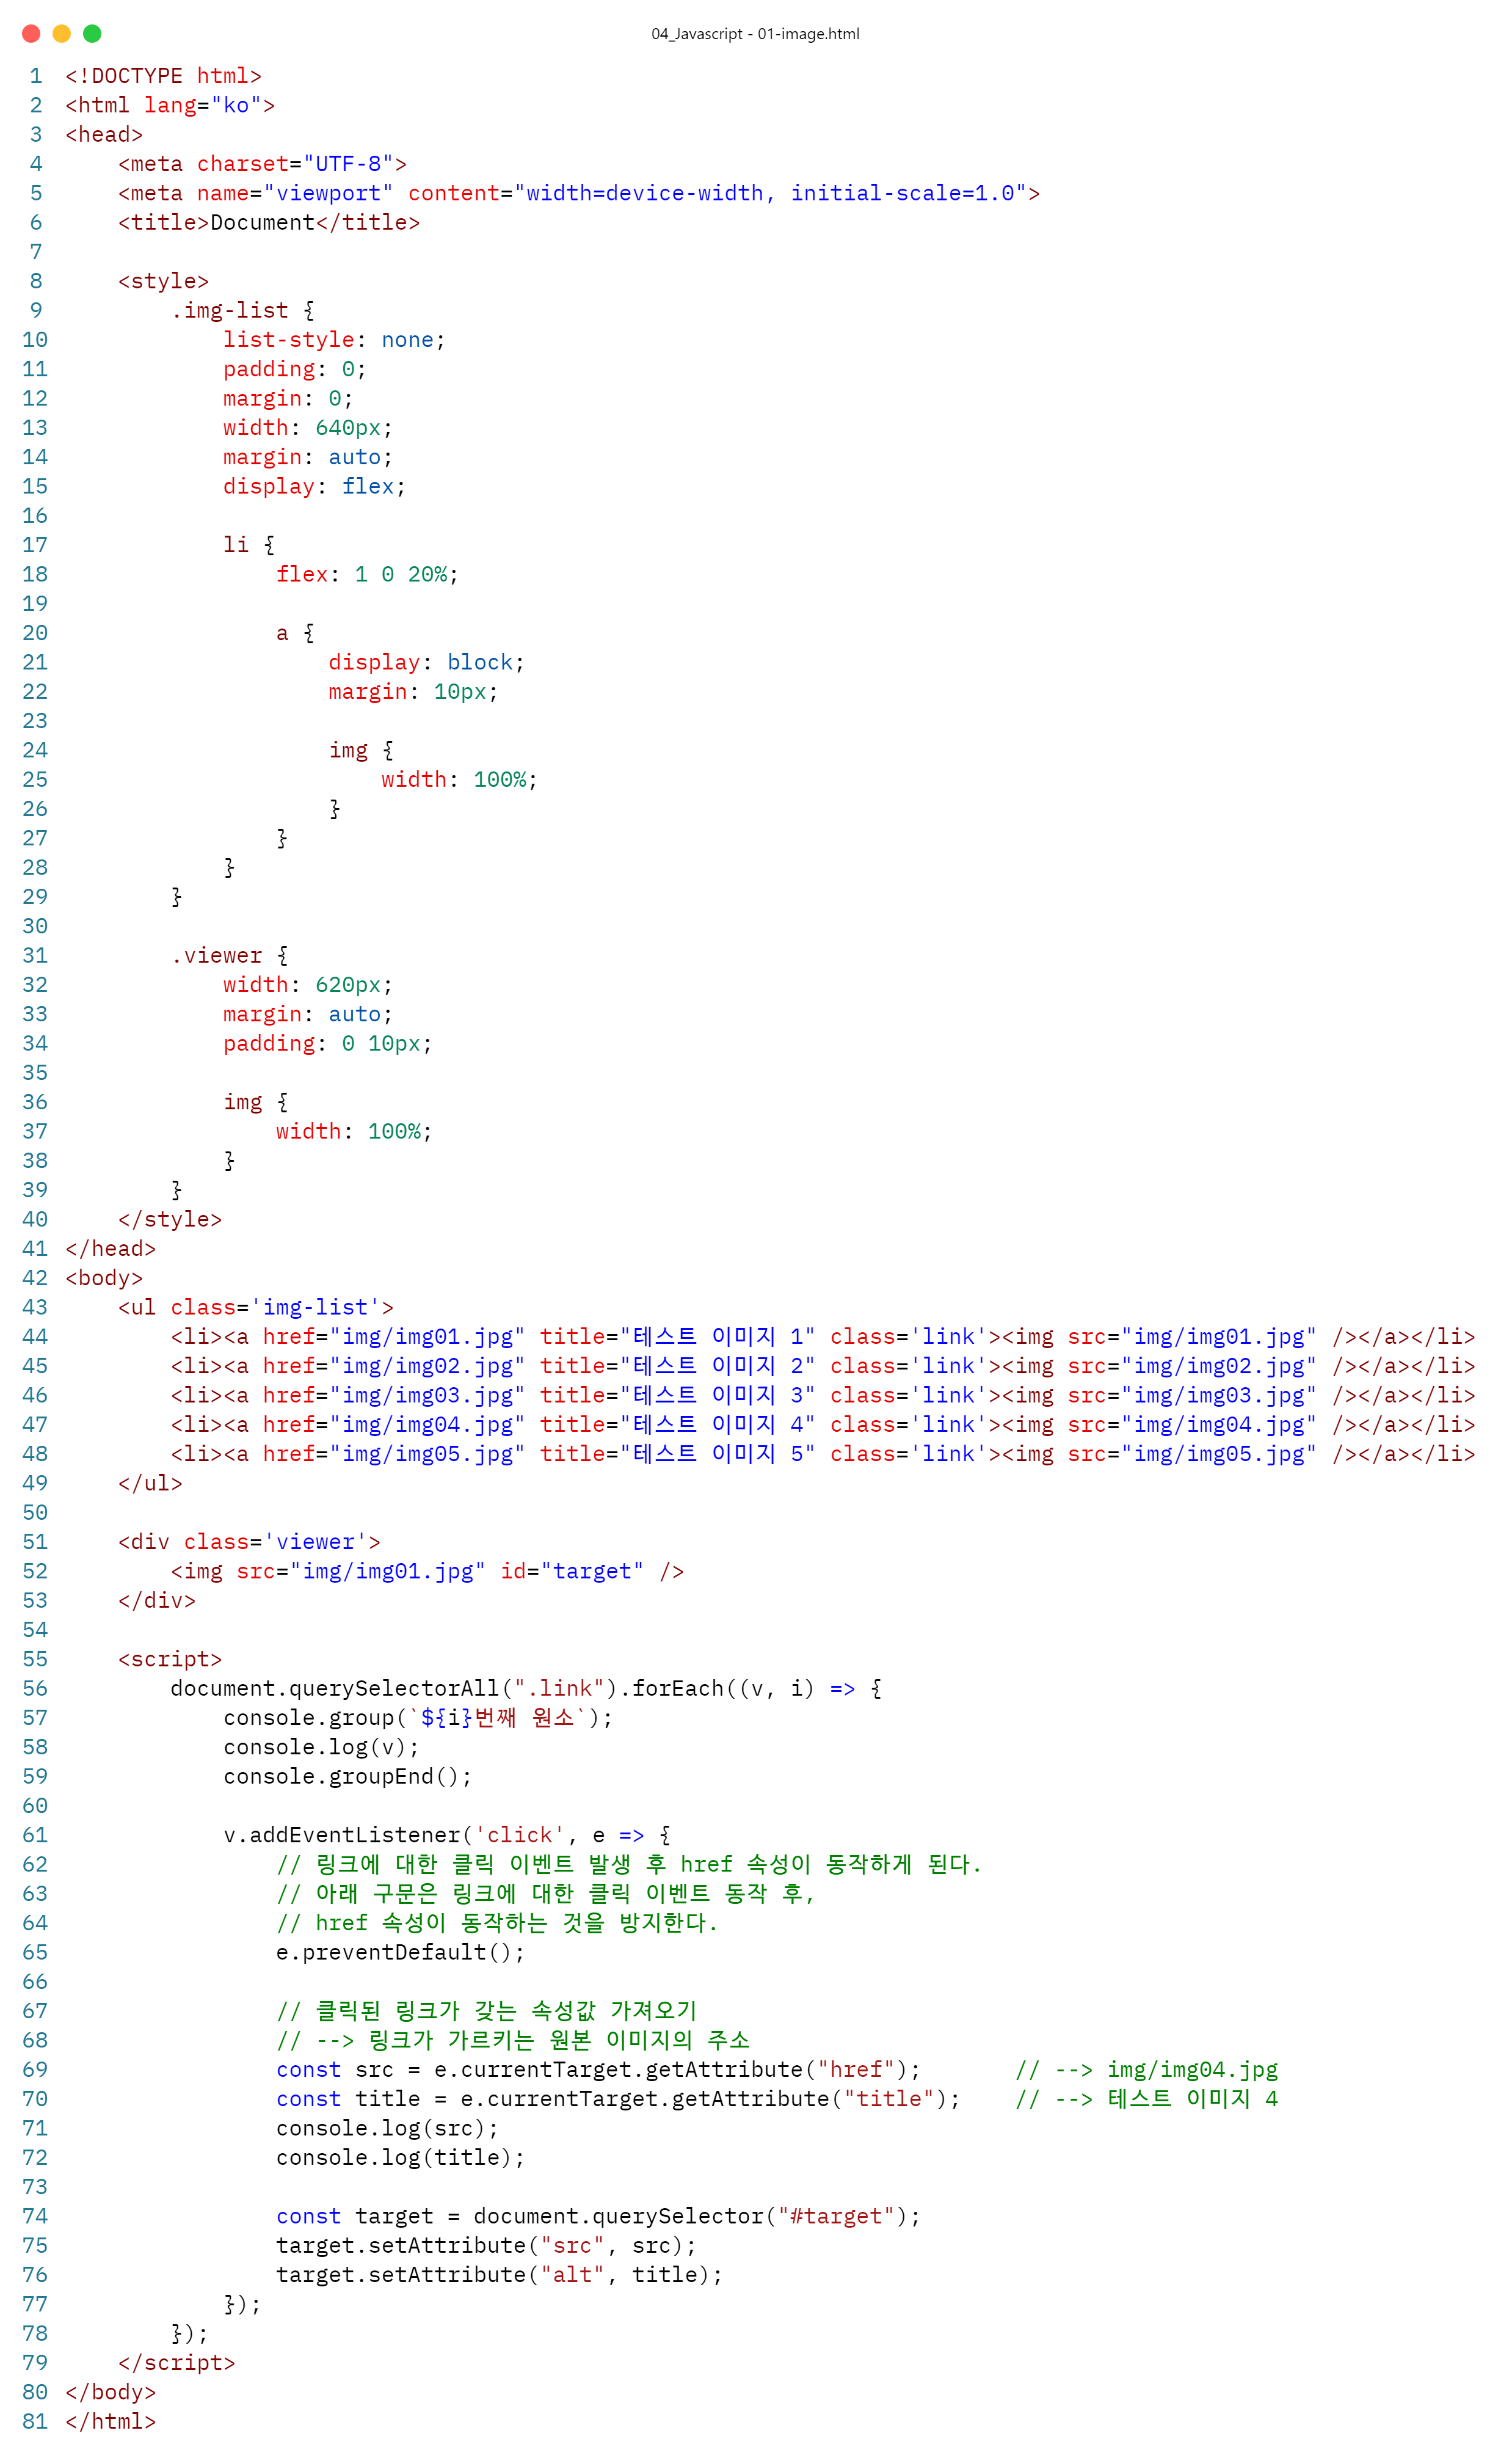 04_Javascript - 01-image.html
1 <!DOCTYPE html>
2 <html lang="ko">
3 <head>
4     <meta charset="UTF-8">
5     <meta name="viewport" content="width=device-width, initial-scale=1.0">
6     <title>Document</title>
7
8     <style>
9         .img-list {
10             list-style: none;
11             padding: 0;
12             margin: 0;
13             width: 640px;
14             margin: auto;
15             display: flex;
16
17             li {
18                 flex: 1 0 20%;
19
20                 a {
21                     display: block;
22                     margin: 10px;
23
24                     img {
25                         width: 100%;
26                     }
27                 }
28             }
29         }
30
31         .viewer {
32             width: 620px;
33             margin: auto;
34             padding: 0 10px;
35
36             img {
37                 width: 100%;
38             }
39         }
40     </style>
41 </head>
42 <body>
43     <ul class='img-list'>
44         <li><a href="img/img01.jpg" title="테스트 이미지 1" class='link'><img src="img/img01.jpg" /></a></li>
45         <li><a href="img/img02.jpg" title="테스트 이미지 2" class='link'><img src="img/img02.jpg" /></a></li>
46         <li><a href="img/img03.jpg" title="테스트 이미지 3" class='link'><img src="img/img03.jpg" /></a></li>
47         <li><a href="img/img04.jpg" title="테스트 이미지 4" class='link'><img src="img/img04.jpg" /></a></li>
48         <li><a href="img/img05.jpg" title="테스트 이미지 5" class='link'><img src="img/img05.jpg" /></a></li>
49     </ul>
50
51     <div class='viewer'>
52         <img src="img/img01.jpg" id="target" />
53     </div>
54
55     <script>
56         document.querySelectorAll(".link").forEach((v, i) => {
57             console.group(`${i}번째 원소`);
58             console.log(v);
59             console.groupEnd();
60
61             v.addEventListener('click', e => {
62                 // 링크에 대한 클릭 이벤트 발생 후 href 속성이 동작하게 된다.
63                 // 아래 구문은 링크에 대한 클릭 이벤트 동작 후,
64                 // href 속성이 동작하는 것을 방지한다.
65                 e.preventDefault();
66
67                 // 클릭된 링크가 갖는 속성값 가져오기
68                 // --> 링크가 가르키는 원본 이미지의 주소
69                 const src = e.currentTarget.getAttribute("href");       // --> img/img04.jpg
70                 const title = e.currentTarget.getAttribute("title");    // --> 테스트 이미지 4
71                 console.log(src);
72                 console.log(title);
73
74                 const target = document.querySelector("#target");
75                 target.setAttribute("src", src);
76                 target.setAttribute("alt", title);
77             });
78         });
79     </script>
80 </body>
81 </html>